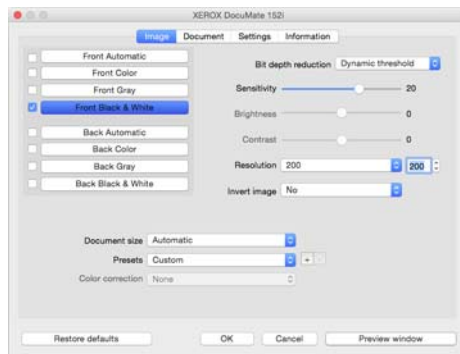 XEROX DocuMate 152i
Image Document Settings Information
Front Automatic
Front Color
Front Gray
Front Black & White
Back Automatic
Back Color
Back Gray
Back Black & White
Bit depth reduction Dynamic threshold
Sensitivity 20
Brightness 0
Contrast 0
Resolution 200 200
Invert image No
Document size Automatic
Presets Custom +
Color correction None
Restore defaults OK Cancel Preview window